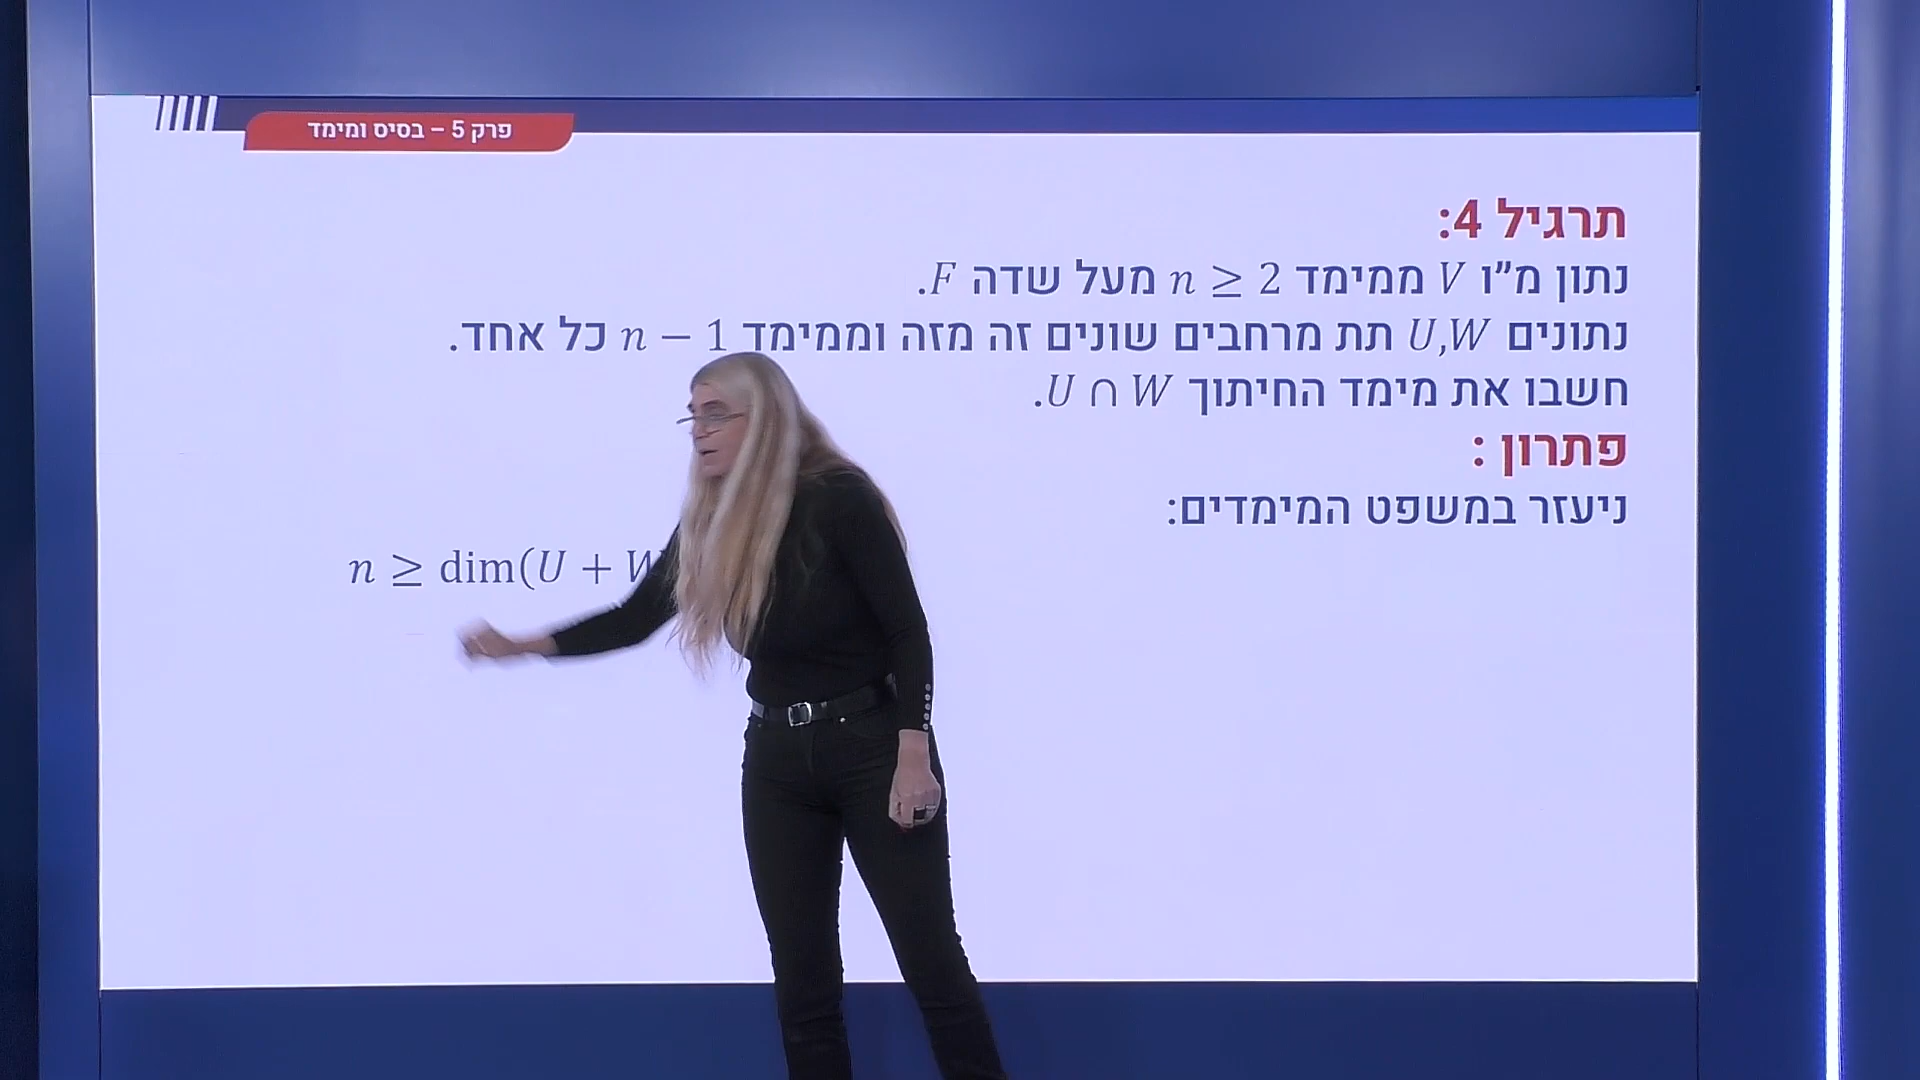 פרק 5 – בסיס ומימד
תרגיל 4:
נתון מ"ו V ממימד n ≥ 2 מעל שדה F.
נתונים U,W תת מרחבים שונים זה מזה וממימד n − 1 כל אחד.
חשבו את מימד החיתוך U ∩ W.
פתרון :
ניעזר במשפט המימדים:
n ≥ dim(U + W